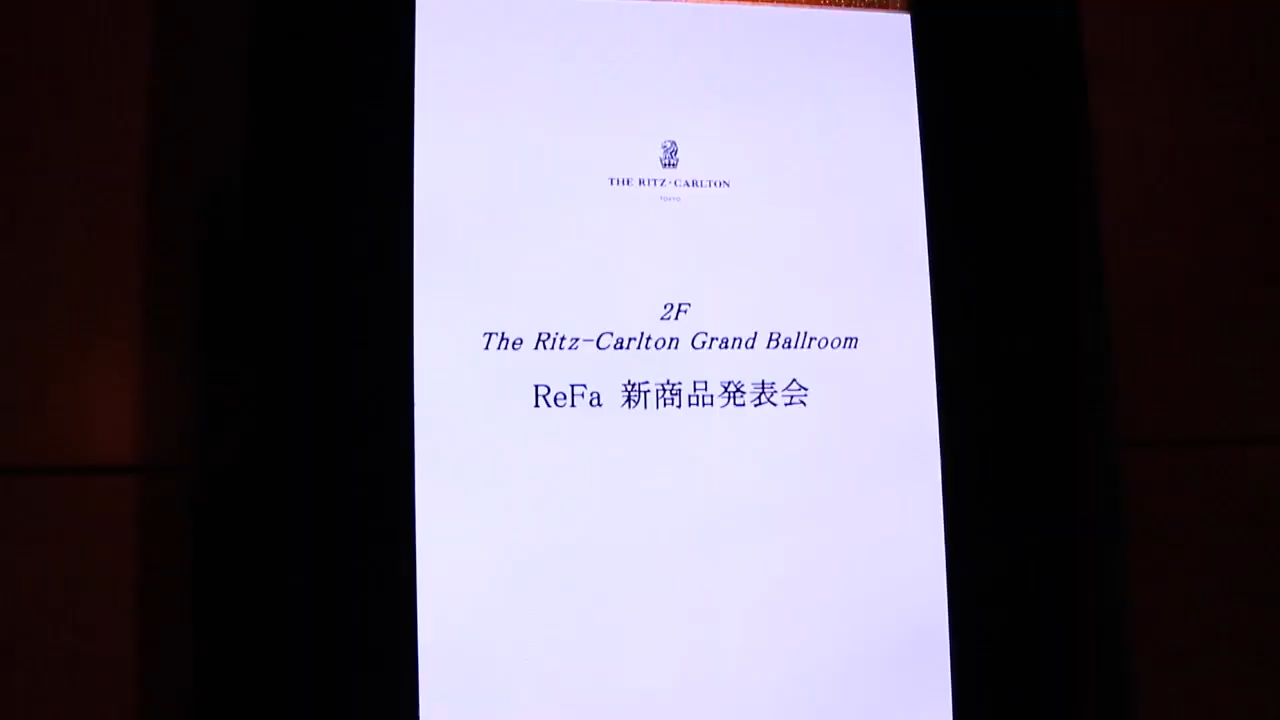 THE RITZ-CARLTON
TOKYO
2F
The Ritz-Carlton Grand Ballroom
ReFa 新商品発表会